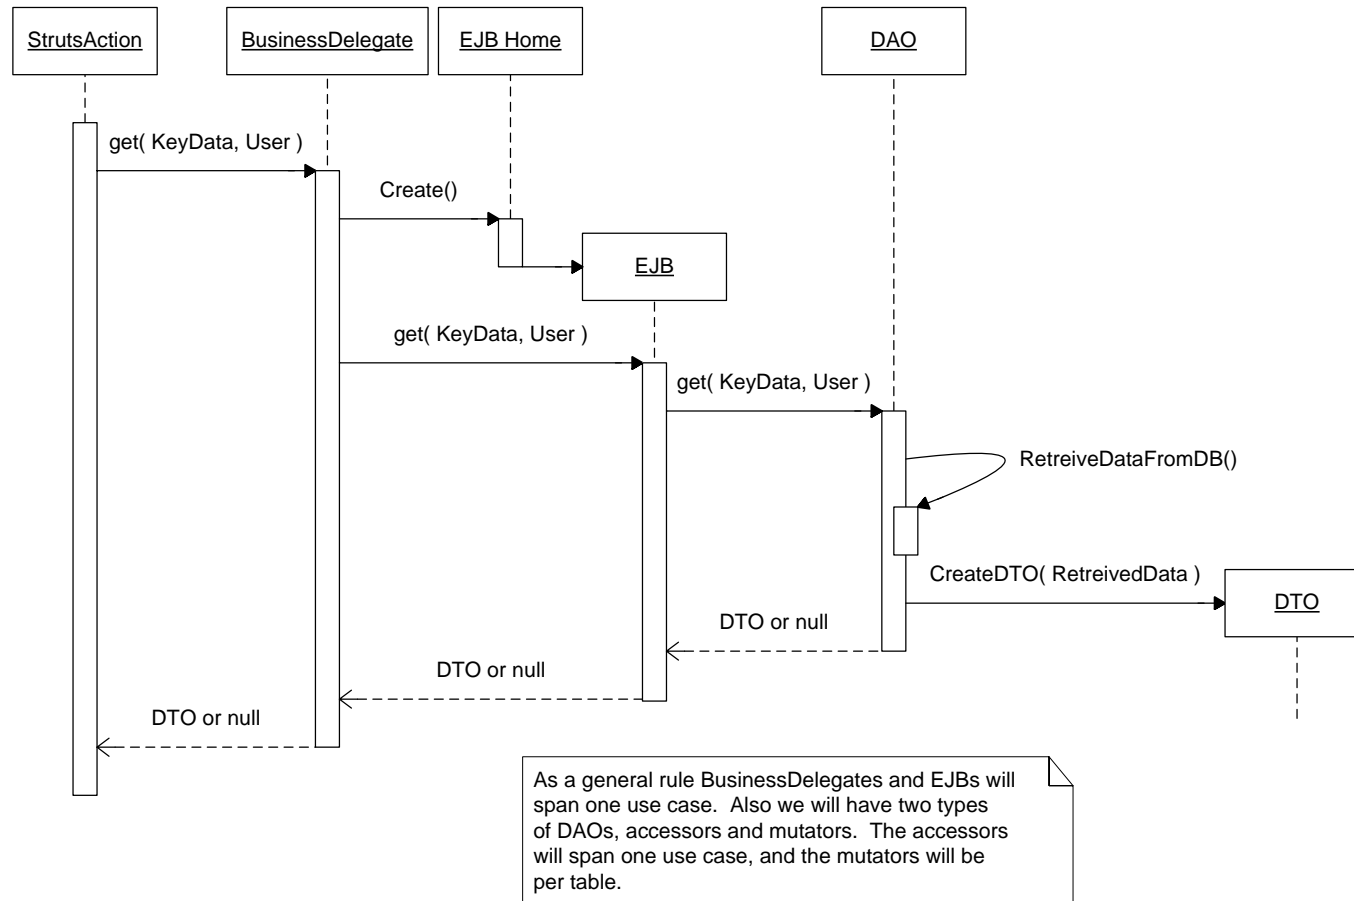 StrutsAction
BusinessDelegate
EJB Home
DAO
get( KeyData, User )
Create()
EJB
get( KeyData, User )
get( KeyData, User )
RetreiveDataFromDB()
CreateDTO( RetreivedData )
DTO
DTO or null
DTO or null
DTO or null
As a general rule BusinessDelegates and EJBs will
span one use case.  Also we will have two types
of DAOs, accessors and mutators.  The accessors
will span one use case, and the mutators will be
per table.